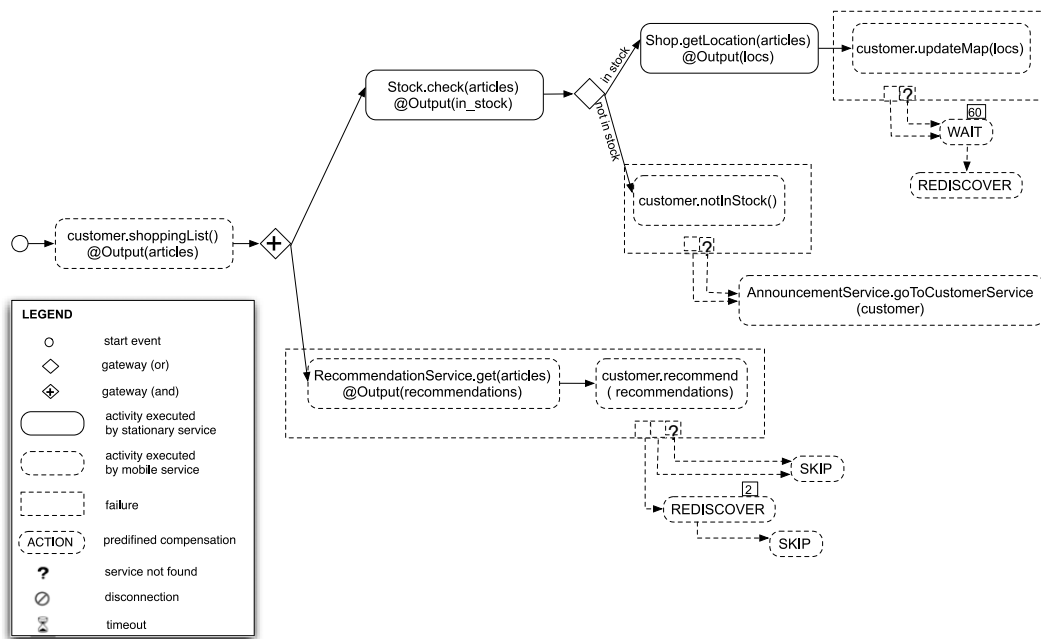 Shop.getLocation(articles)
@Output(locs)
customer.updateMap(locs)
in stock
Stock.check(articles)
@Output(in_stock)
not in stock
?
60
WAIT
REDISCOVER
customer.notInStock()
customer.shoppingList()
@Output(articles)
?
AnnouncementService.goToCustomerService
(customer)
RecommendationService.get(articles)
@Output(recommendations)
customer.recommend
( recommendations)
?
SKIP
2
REDISCOVER
SKIP
LEGEND
start event
gateway (or)
gateway (and)
activity executed
by stationary service
activity executed
by mobile service
failure
ACTION
predifined compensation
?
service not found
disconnection
timeout